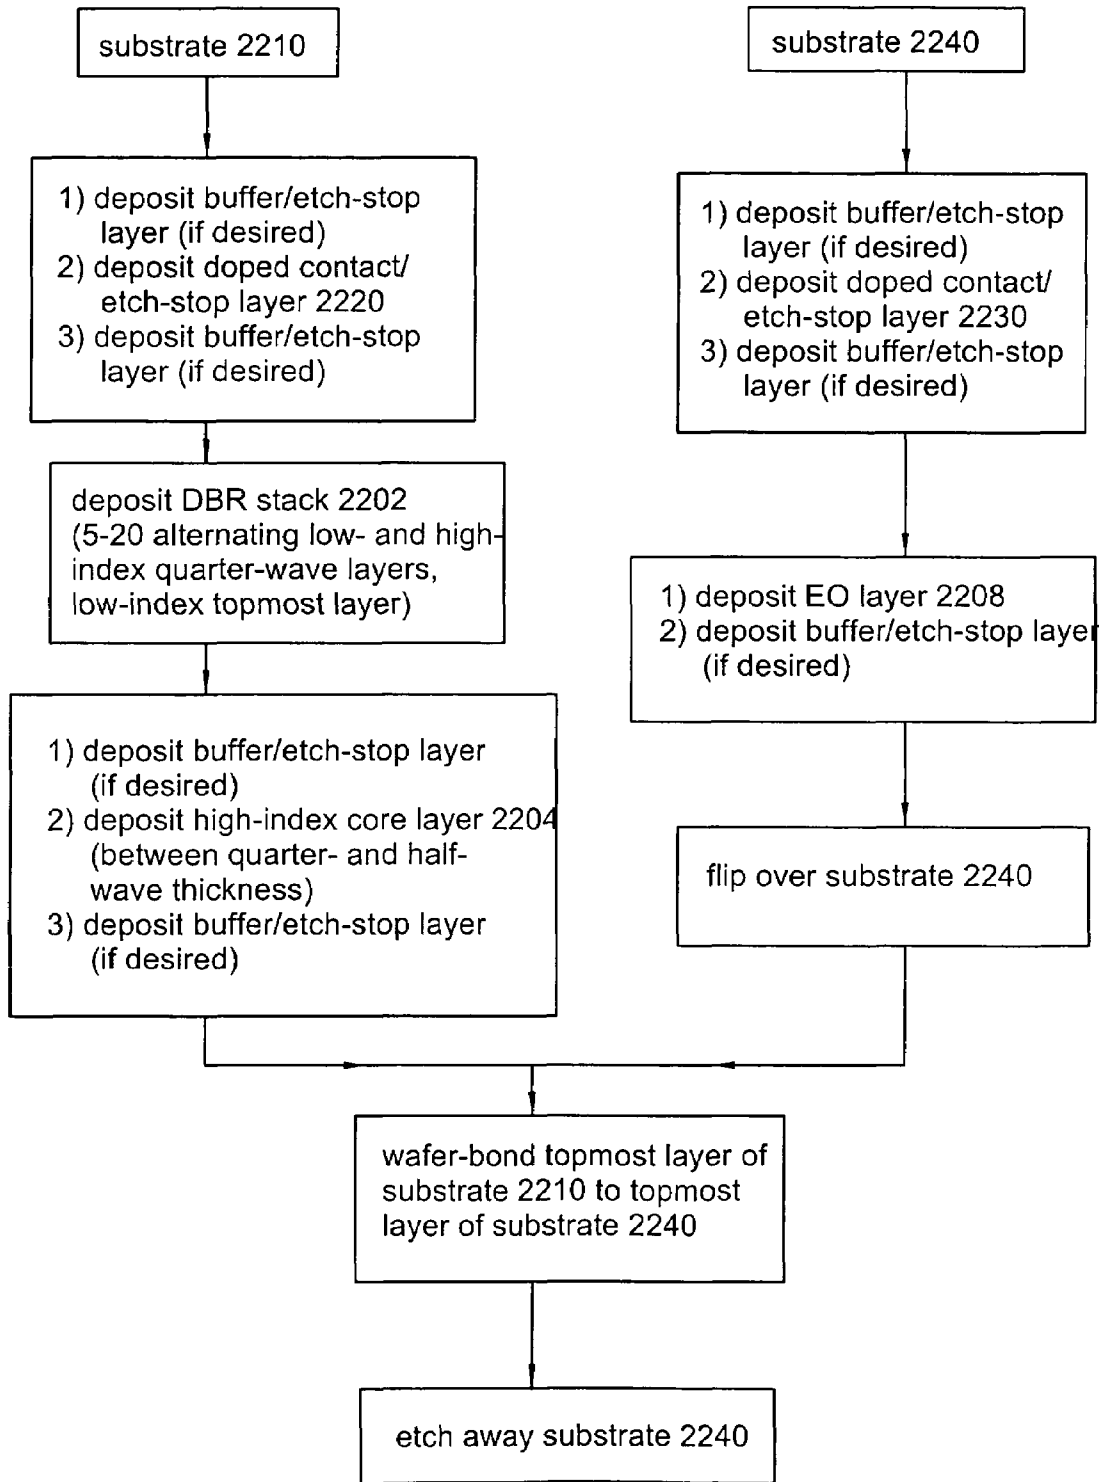 substrate 2210
1) deposit buffer/etch-stop
layer (if desired)
2) deposit doped contact/
etch-stop layer 2220
3) deposit buffer/etch-stop
layer (if desired)
deposit DBR stack 2202
(5-20 alternating low- and high-
index quarter-wave layers,
low-index topmost layer)
1) deposit buffer/etch-stop layer
(if desired)
2) deposit high-index core layer 2204
(between quarter- and half-
wave thickness)
3) deposit buffer/etch-stop layer
(if desired)
substrate 2240
1) deposit buffer/etch-stop
layer (if desired)
2) deposit doped contact/
etch-stop layer 2230
3) deposit buffer/etch-stop
layer (if desired)
1) deposit EO layer 2208
2) deposit buffer/etch-stop layer
(if desired)
flip over substrate 2240
wafer-bond topmost layer of
substrate 2210 to topmost
layer of substrate 2240
etch away substrate 2240